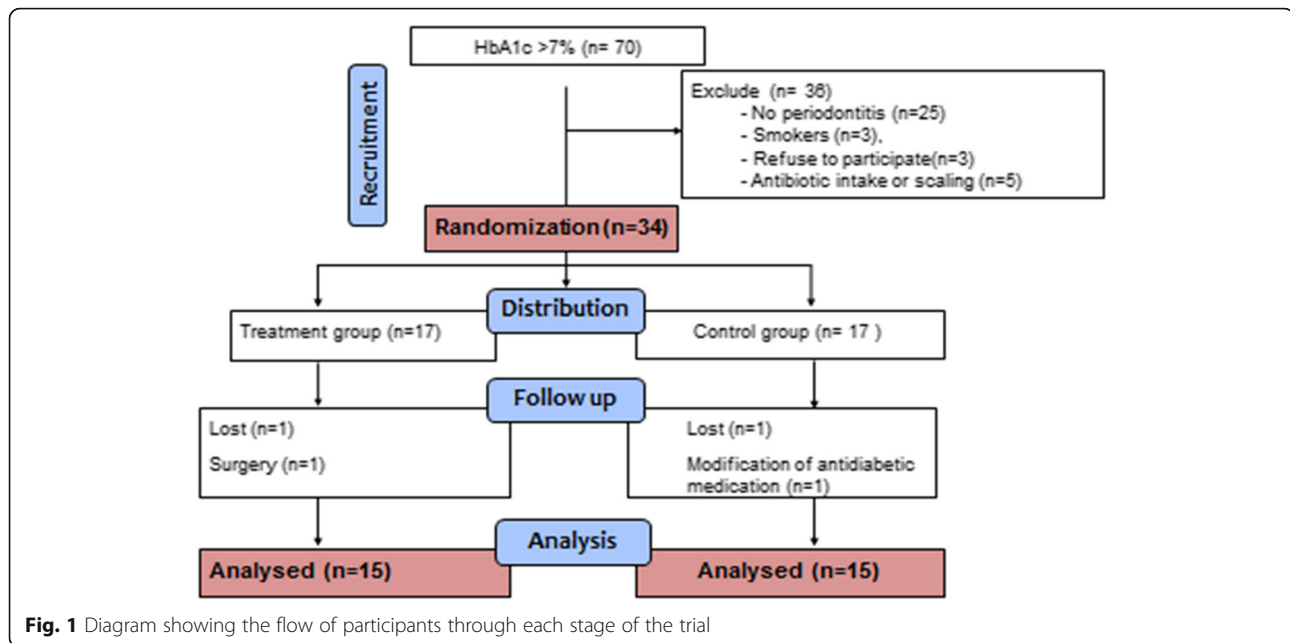 HbA1c >7% (n= 70)
Recruitment
Exclude (n= 36)
- No periodontitis (n=25)
- Smokers (n=3),
- Refuse to participate(n=3)
- Antibiotic intake or scaling (n=5)
Randomization (n=34)
Distribution
Treatment group (n=17)
Control group (n= 17 )
Follow up
Lost (n=1)
Surgery (n=1)
Lost (n=1)
Modification of antidiabetic
medication (n=1)
Analysis
Analysed (n=15)
Analysed (n=15)
Fig. 1 Diagram showing the flow of participants through each stage of the trial